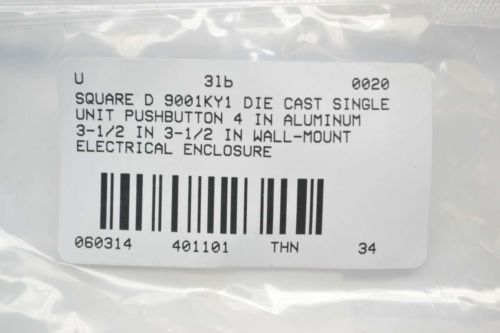 U 3lb 0020
SQUARE D 9001KY1 DIE CAST SINGLE
UNIT PUSHBUTTON 4 IN ALUMINUM
3-1/2 IN 3-1/2 IN WALL-MOUNT
ELECTRICAL ENCLOSURE
060314 401101 THN 34